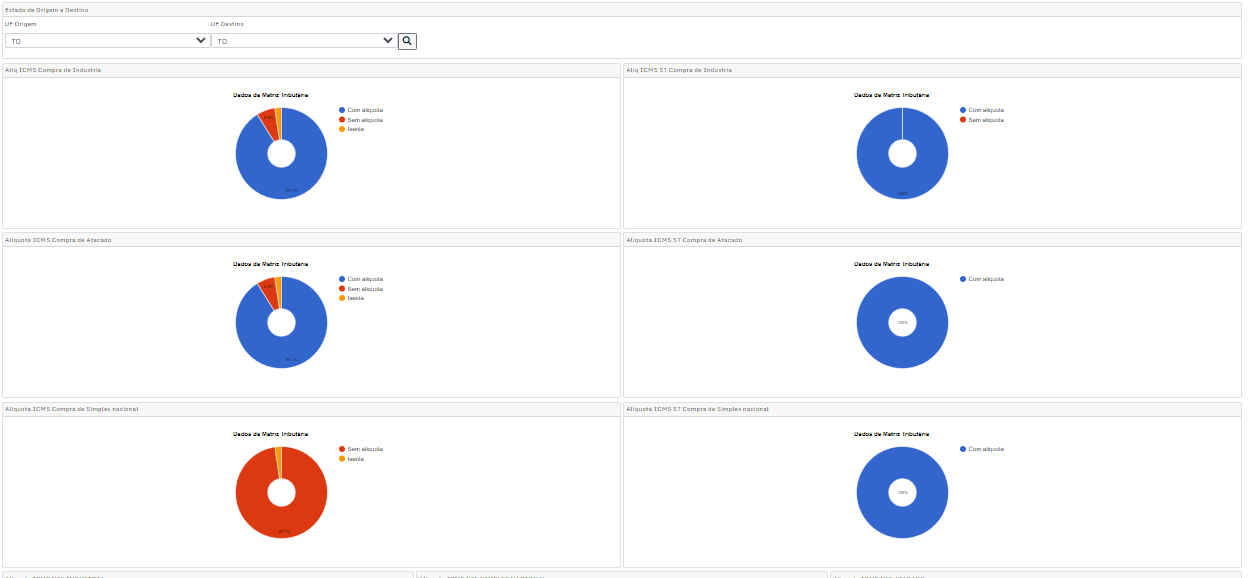 Estado de Origem e Destino
UF Origem
UF Destino
TO
TO
Aliq ICMS Compra de Industria
Aliq ICMS ST Compra de Industria
Dados da Matriz Tributária
Com aliquota
Sem aliquota
Isenta
Dados da Matriz Tributária
Com aliquota
Sem aliquota
100%
Aliquota ICMS Compra de Atacado
Aliquota ICMS ST Compra de Atacado
Dados da Matriz Tributária
Com aliquota
Sem aliquota
Isenta
Dados da Matriz Tributária
Com aliquota
100%
Aliquota ICMS Compra de Simples nacional
Aliquota ICMS ST Compra de Simples nacional
Dados da Matriz Tributária
Sem aliquota
Isenta
Dados da Matriz Tributária
Com aliquota
100%